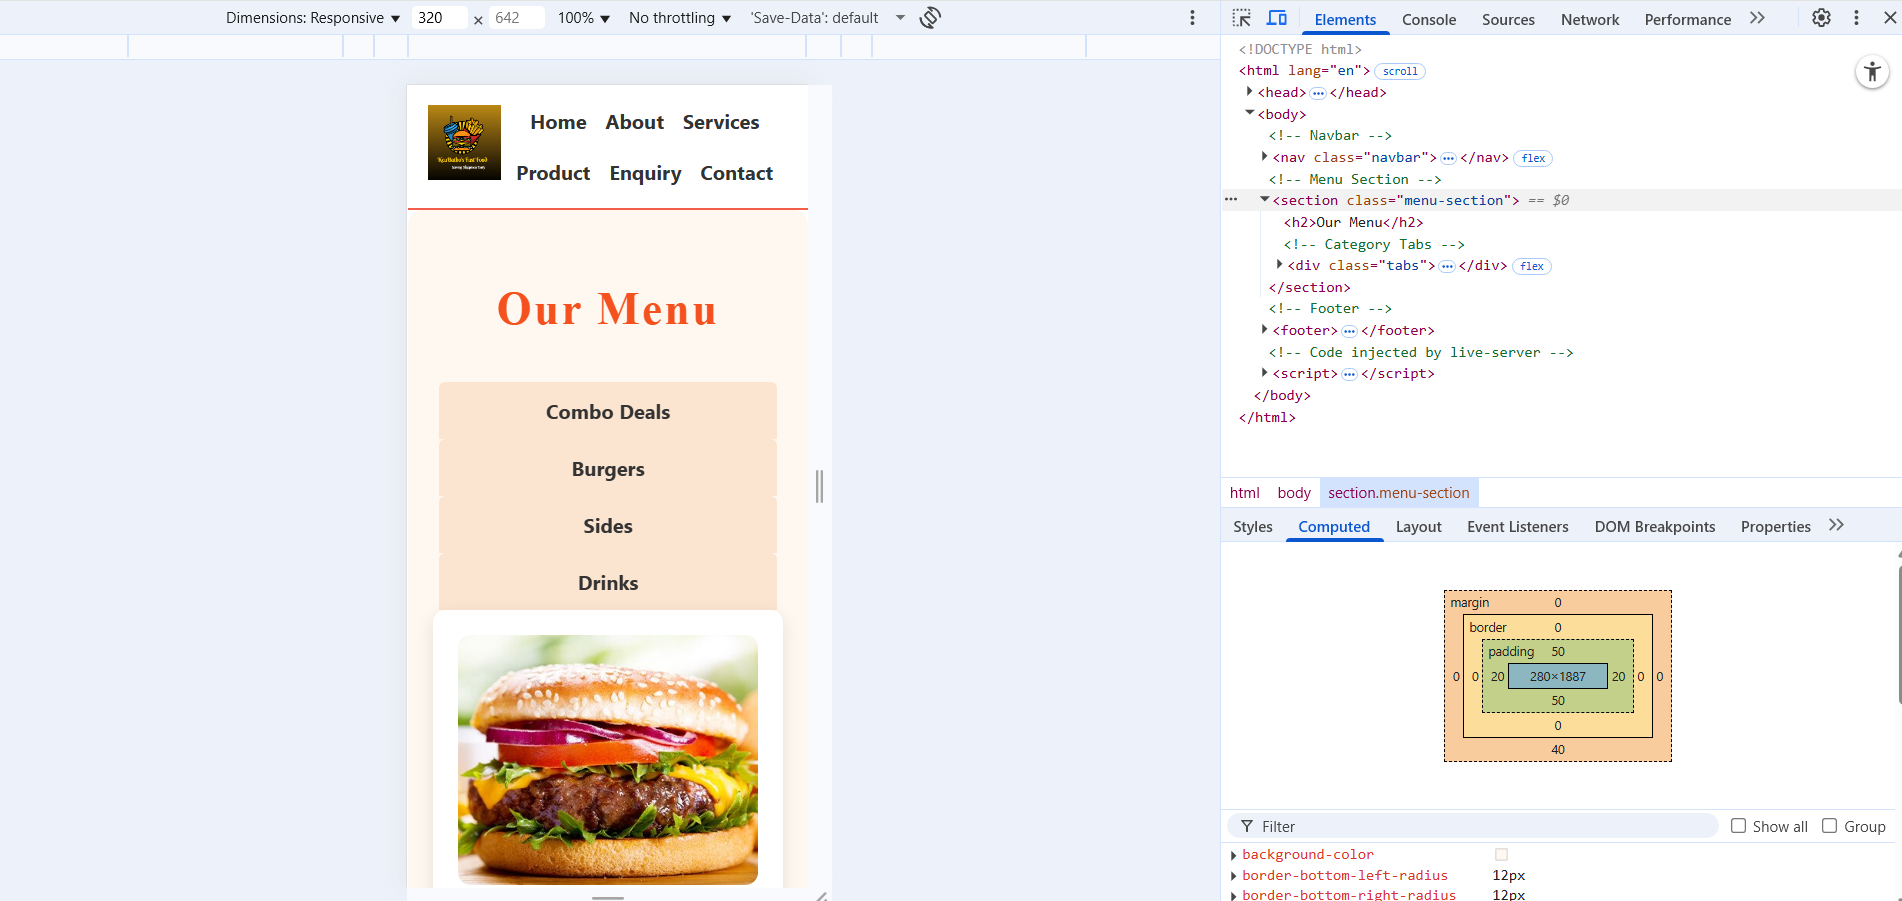 Dimensions: Responsive ▼ 320 × 642 100% ▼ No throttling ▼ 'Save-Data': default
Elements Console Sources Network Performance
<!DOCTYPE html>
<html lang="en"> scroll
<head> ··· </head>
<body>
<!-- Navbar -->
<nav class="navbar"> ··· </nav> flex
<!-- Menu Section -->
··· <section class="menu-section"> == $0
<h2>Our Menu</h2>
<!-- Category Tabs -->
<div class="tabs"> ··· </div> flex
</section>
<!-- Footer -->
<footer> ··· </footer>
<!-- Code injected by live-server -->
<script> ··· </script>
</body>
</html>
Home About Services
Product Enquiry Contact
Our Menu
Combo Deals
Burgers
Sides
Drinks
html body section.menu-section
Styles Computed Layout Event Listeners DOM Breakpoints Properties
margin 0
border 0
padding 50
0 0 20 280×1887 20 0 0
50
0
40
Filter Show all Group
background-color
border-bottom-left-radius 12px
border-bottom-right-radius 12px